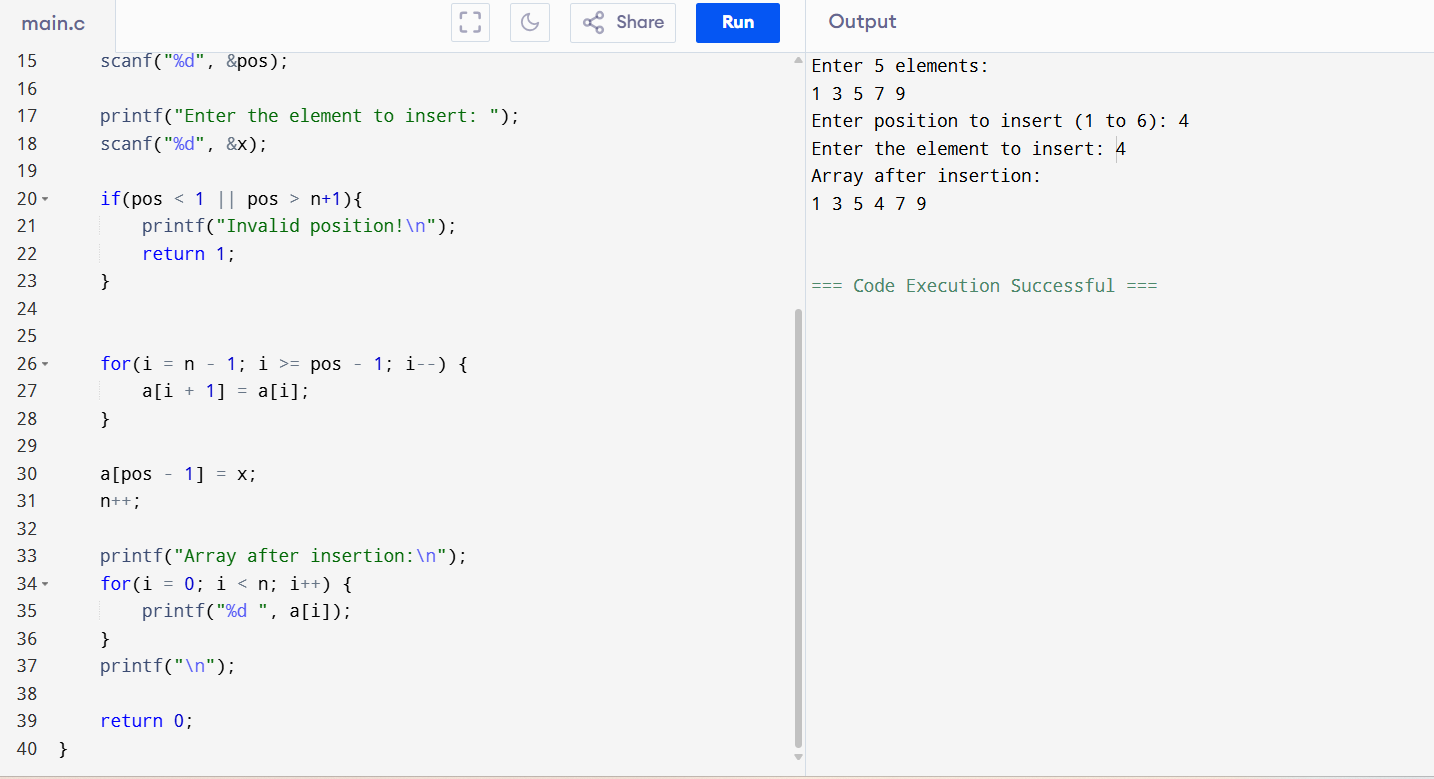 main.c
Share
Run
Output
15 scanf("%d", &pos);
16
17 printf("Enter the element to insert: ");
18 scanf("%d", &x);
19
20 if(pos < 1 || pos > n+1){
21 printf("Invalid position!\n");
22 return 1;
23 }
24
25
26 for(i = n - 1; i >= pos - 1; i--) {
27 a[i + 1] = a[i];
28 }
29
30 a[pos - 1] = x;
31 n++;
32
33 printf("Array after insertion:\n");
34 for(i = 0; i < n; i++) {
35 printf("%d ", a[i]);
36 }
37 printf("\n");
38
39 return 0;
40 }
Enter 5 elements:
1 3 5 7 9
Enter position to insert (1 to 6): 4
Enter the element to insert: 4
Array after insertion:
1 3 5 4 7 9
=== Code Execution Successful ===